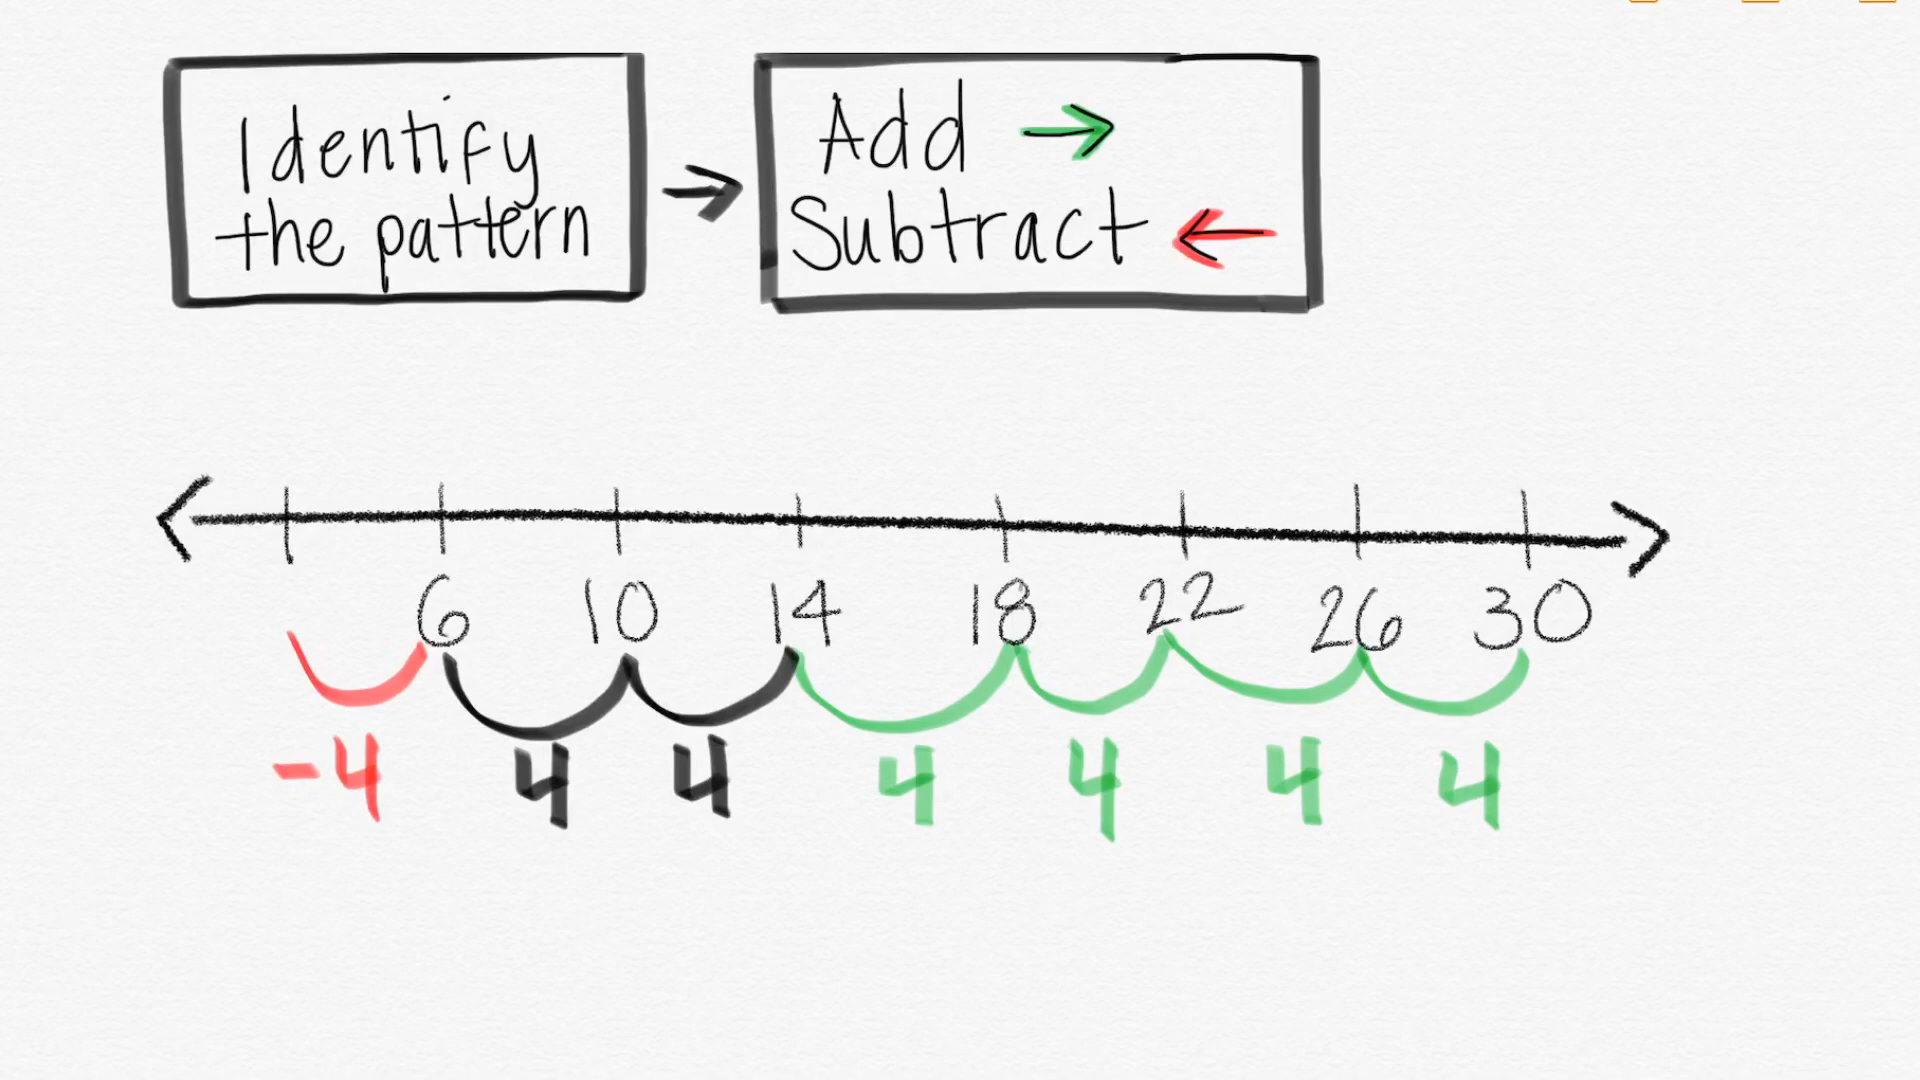 Identify
the pattern
Add →
Subtract ←
6 10 14 18 22 26 30
-4 4 4 4 4 4 4